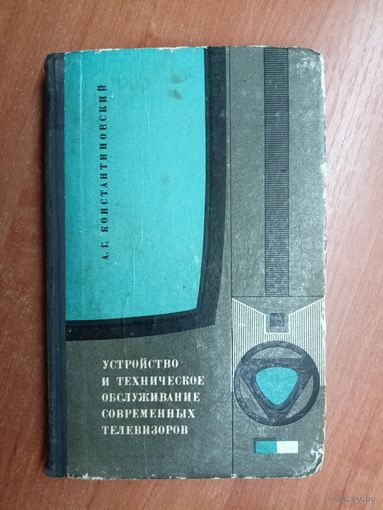 А. Г. КОНСТАНТИНОВСКИЙ
УСТРОЙСТВО
И ТЕХНИЧЕСКОЕ
ОБСЛУЖИВАНИЕ
СОВРЕМЕННЫХ
ТЕЛЕВИЗОРОВ